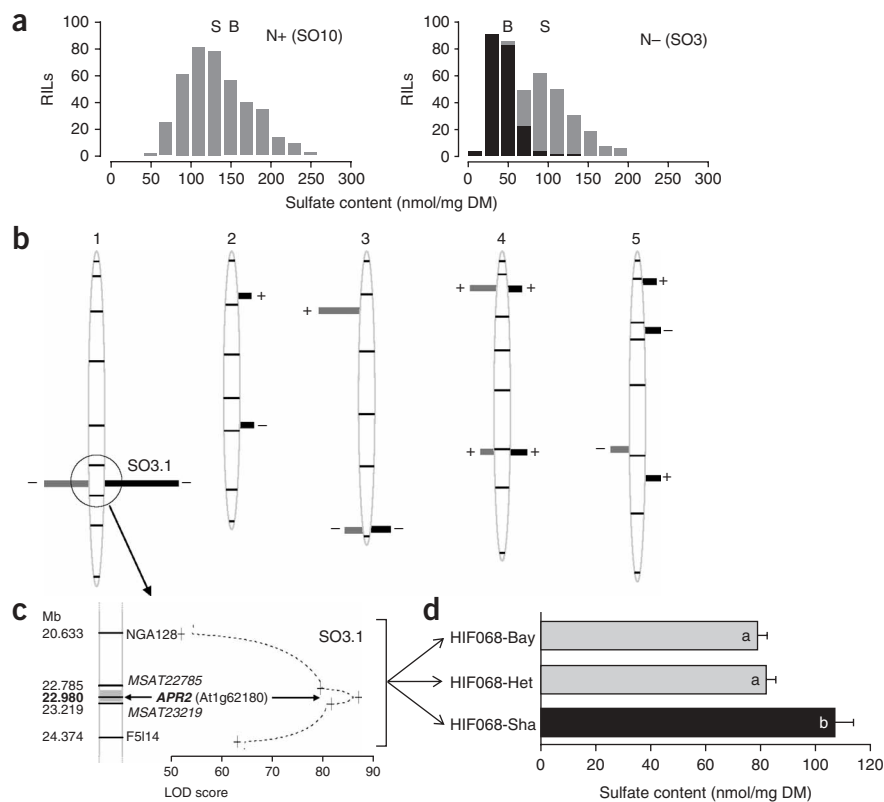 a
S B
N+ (SO10)
RILs
100
80
60
40
20
0
0 50 100 150 200 250 300
B S
N– (SO3)
RILs
100
80
60
40
20
0
0 50 100 150 200 250 300
Sulfate content (nmol/mg DM)
b
1 2 3 4 5
+
+
+ +
+
–
–
SO3.1
– –
+ +
–
+
– –
c
Mb
20.633 NGA128
SO3.1
22.785 MSAT22785
22.980 APR2 (At1g62180)
23.219 MSAT23219
24.374 F5I14
50 60 70 80 90
LOD score
d
HIF068-Bay
a
HIF068-Het
a
HIF068-Sha
b
0 20 40 60 80 100 120
Sulfate content (nmol/mg DM)